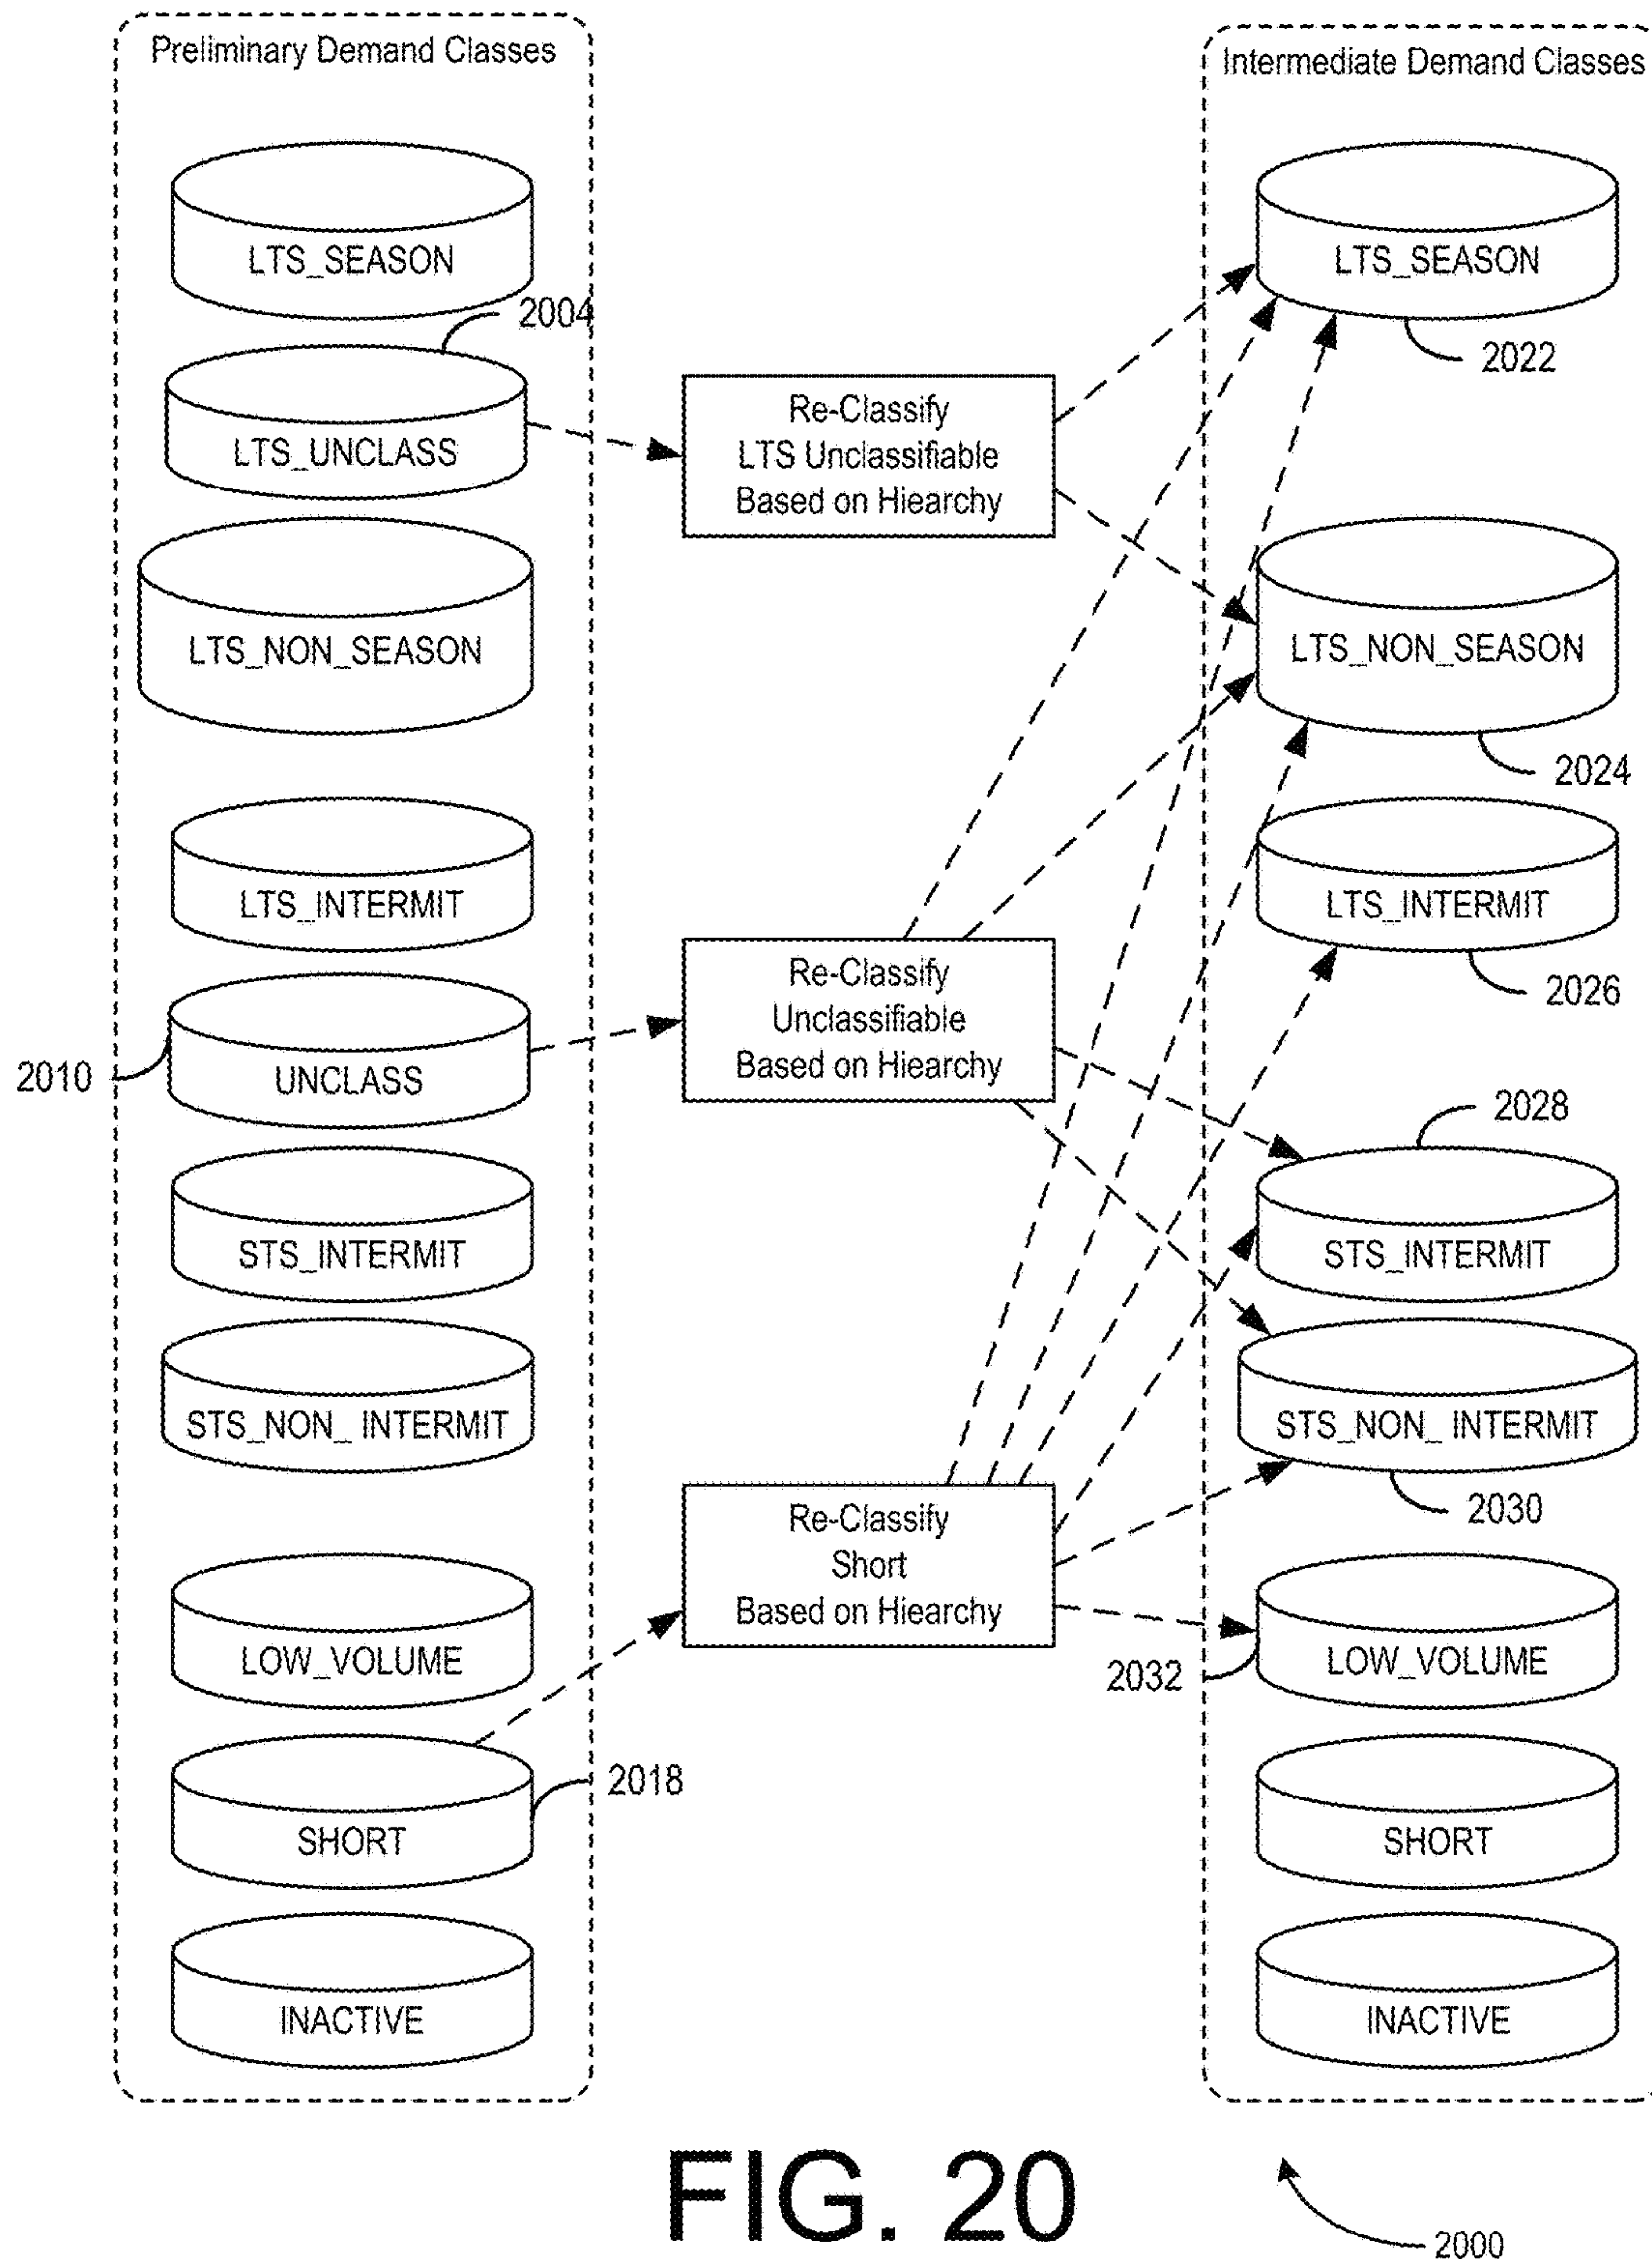 Preliminary Demand Classes
LTS_SEASON
2004
LTS_UNCLASS
LTS_NON_SEASON
LTS_INTERMIT
2010
UNCLASS
STS_INTERMIT
STS_NON_ INTERMIT
LOW_VOLUME
2018
SHORT
INACTIVE
Re-Classify
LTS Unclassifiable
Based on Hiearchy
Re-Classify
Unclassifiable
Based on Hiearchy
Re-Classify
Short
Based on Hiearchy
Intermediate Demand Classes
LTS_SEASON
2022
LTS_NON_SEASON
2024
LTS_INTERMIT
2026
2028
STS_INTERMIT
STS_NON_ INTERMIT
2030
2032
LOW_VOLUME
SHORT
INACTIVE
FIG. 20
2000